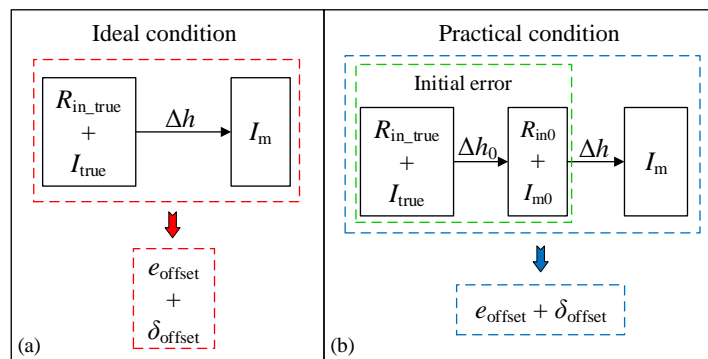 Ideal condition
R_in_true
+
I_true
Δh
I_m
e_offset
+
δ_offset
(a)
Practical condition
Initial error
R_in_true
+
I_true
Δh_0
R_in0
+
I_m0
Δh
I_m
e_offset + δ_offset
(b)